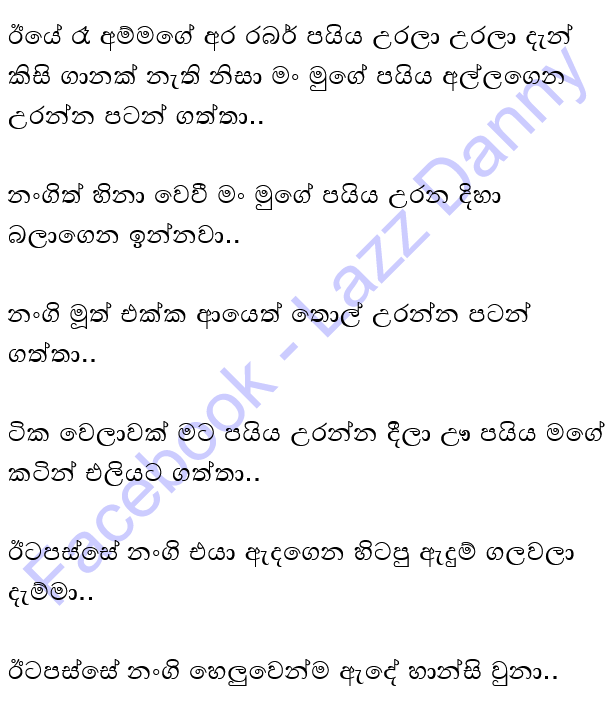 ඊයේ රෑ අම්මගේ අර රබර් පයිය උරලා උරලා දැන්
කිසි ගානක් නැති නිසා මං මුගේ පයිය අල්ලගෙන
උරන්න පටන් ගත්තා..
නංගිත් හිනා වෙවී මං මුගේ පයිය උරන දිහා
බලාගෙන ඉන්නවා..
නංගි මූත් එක්ක ආයෙත් තොල් උරන්න පටන්
ගත්තා..
ටික වෙලාවක් මට පයිය උරන්න දීලා ඌ පයිය මගේ
කටින් එලියට ගත්තා..
ඊටපස්සේ නංගි එයා ඇදගෙන හිටපු ඇදුම් ගලවලා
දැම්මා..
ඊටපස්සේ නංගි හෙලුවෙන්ම ඇදේ හාන්සි වුනා..
Facebook - Lazz Danny